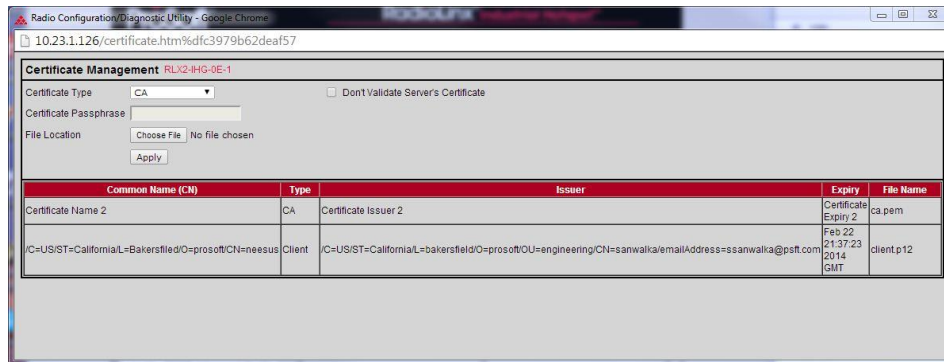 Radio Configuration/Diagnostic Utility - Google Chrome
10.23.1.126/certificate.htm%dfc3979b62deaf57
Certificate Management RLX2-IHG-0E-1
Certificate Type CA Don't Validate Server's Certificate
Certificate Passphrase
File Location Choose File No file chosen
Apply
Common Name (CN) Type Issuer Expiry File Name
Certificate Name 2 CA Certificate Issuer 2 Certificate Expiry 2 ca.pem
/C=US/ST=California/L=Bakersfiled/O=prosoft/CN=neesus Client /C=US/ST=California/L=bakersfield/O=prosoft/OU=engineering/CN=sanwalka/emailAddress=ssanwalka@psft.com Feb 22 21:37:23 2014 GMT client.p12